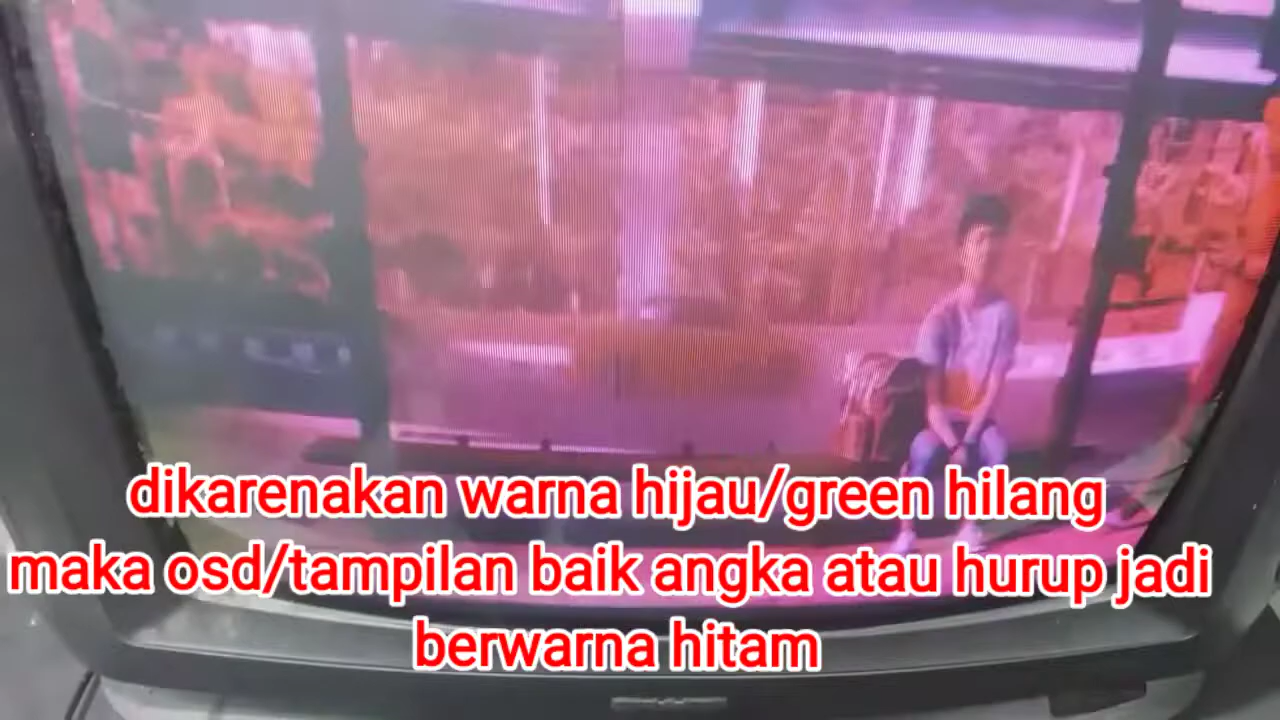 dikarenakan warna hijau/green hilang
maka osd/tampilan baik angka atau hurup jadi
berwarna hitam